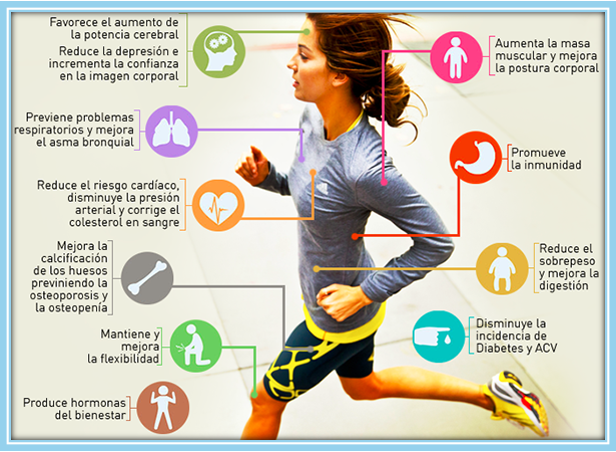 Favorece el aumento de
la potencia cerebral
Reduce la depresión e
incrementa la confianza
en la imagen corporal
Previene problemas
respiratorios y mejora
el asma bronquial
Reduce el riesgo cardíaco,
disminuye la presión
arterial y corrige el
colesterol en sangre
Mejora la
calcificación
de los huesos
previniendo la
osteoporosis y
la osteopenía
Mantiene y
mejora
la flexibilidad
Produce hormonas
del bienestar
Aumenta la masa
muscular y mejora
la postura corporal
Promueve
la inmunidad
Reduce el
sobrepeso
y mejora la
digestión
Disminuye la
incidencia de
Diabetes y ACV